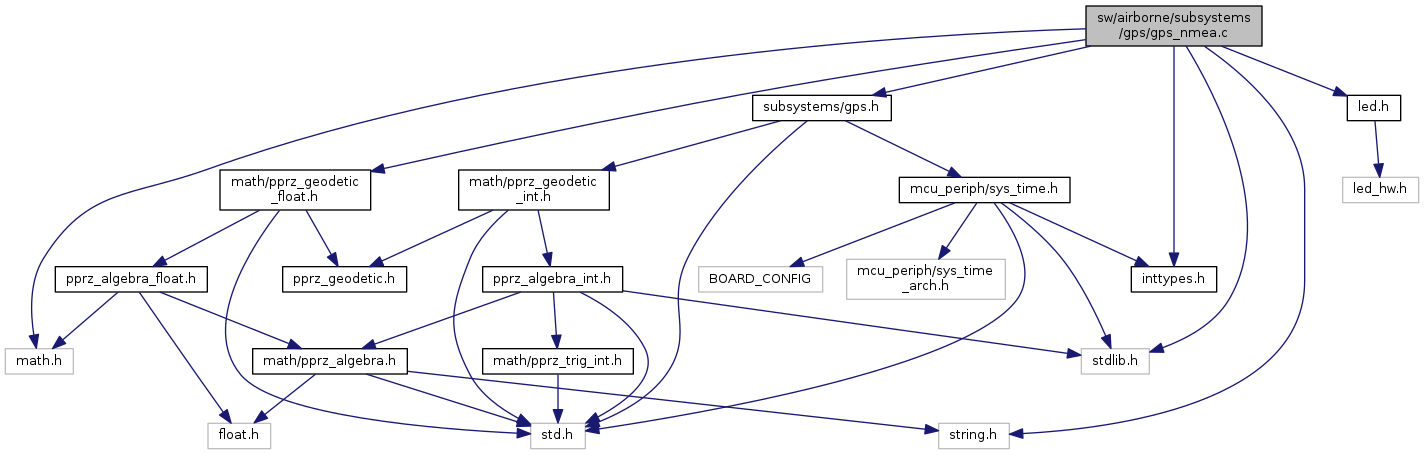 sw/airborne/subsystems
/gps/gps_nmea.c
subsystems/gps.h
led.h
math/pprz_geodetic
_float.h
math/pprz_geodetic
_int.h
mcu_periph/sys_time.h
led_hw.h
pprz_algebra_float.h
pprz_geodetic.h
pprz_algebra_int.h
BOARD_CONFIG
mcu_periph/sys_time
_arch.h
inttypes.h
math.h
math/pprz_algebra.h
math/pprz_trig_int.h
stdlib.h
float.h
std.h
string.h